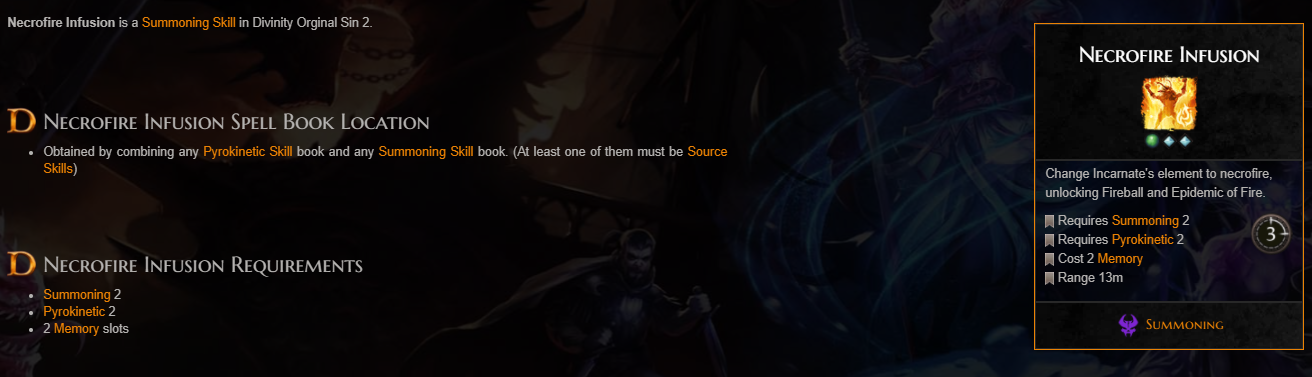 Necrofire Infusion is a Summoning Skill in Divinity Orginal Sin 2.
Necrofire Infusion Spell Book Location
Obtained by combining any Pyrokinetic Skill book and any Summoning Skill book. (At least one of them must be Source
Skills)
Necrofire Infusion Requirements
Summoning 2
Pyrokinetic 2
2 Memory slots
Necrofire Infusion
Change Incarnate's element to necrofire,
unlocking Fireball and Epidemic of Fire.
Requires Summoning 2
Requires Pyrokinetic 2
Cost 2 Memory
Range 13m
3
Summoning